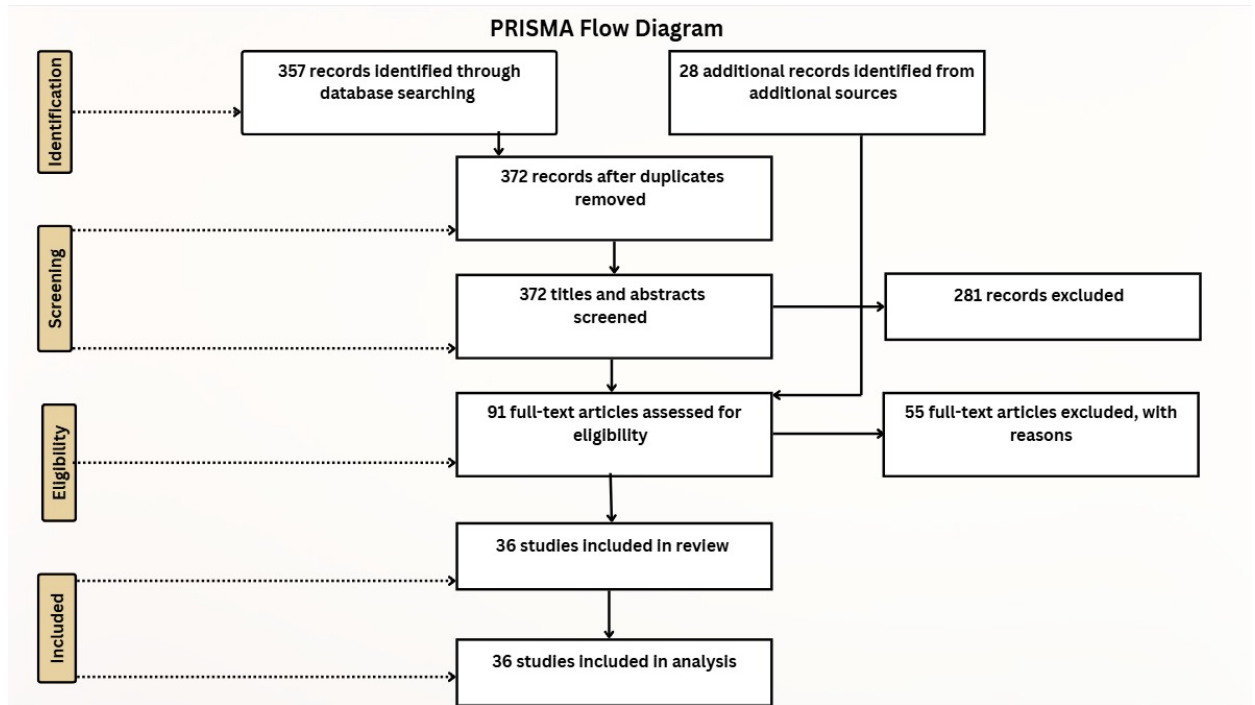 PRISMA Flow Diagram
Identification
357 records identified through
database searching
28 additional records identified from
additional sources
372 records after duplicates
removed
Screening
372 titles and abstracts
screened
281 records excluded
Eligibility
91 full-text articles assessed for
eligibility
55 full-text articles excluded, with
reasons
Included
36 studies included in review
36 studies included in analysis